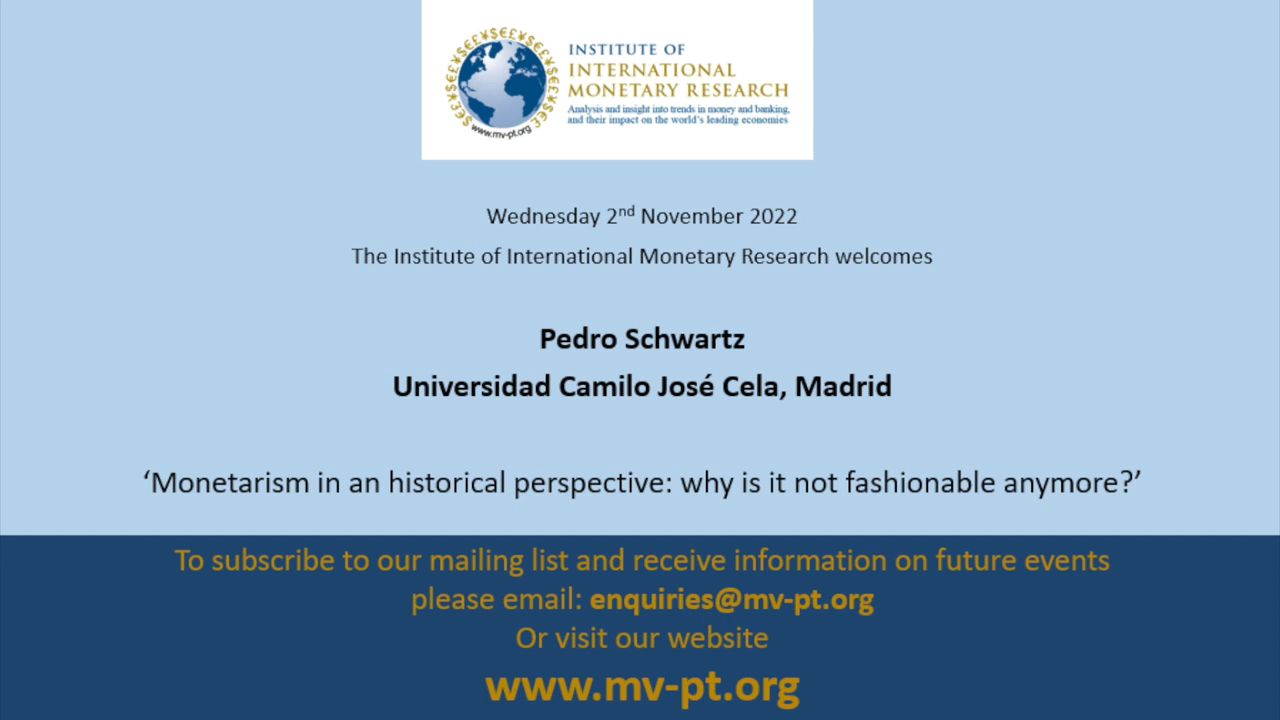 INSTITUTE OF
INTERNATIONAL
MONETARY RESEARCH
Analysis and insight into trends in money and banking,
and their impact on the world's leading economies
www.mv-pt.org
Wednesday 2nd November 2022
The Institute of International Monetary Research welcomes
Pedro Schwartz
Universidad Camilo José Cela, Madrid
‘Monetarism in an historical perspective: why is it not fashionable anymore?’
To subscribe to our mailing list and receive information on future events
please email: enquiries@mv-pt.org
Or visit our website
www.mv-pt.org